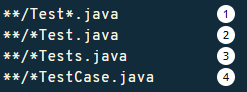 **/Test*.java 1
**/*Test.java 2
**/*Tests.java 3
**/*TestCase.java 4